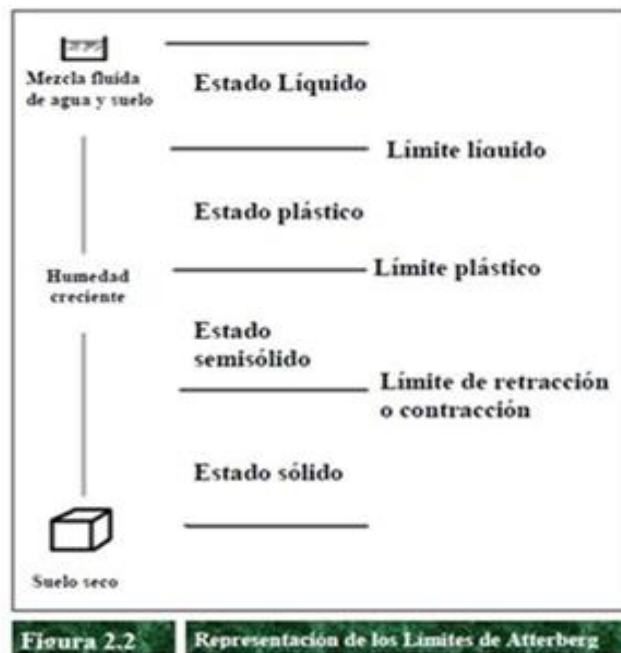 Mezcla fluida
de agua y suelo
Estado Líquido
Límite líquido
Estado plástico
Humedad
creciente
Límite plástico
Estado
semisólido
Límite de retracción
o contracción
Estado sólido
Suelo seco
Figura 2.2
Representación de los Límites de Atterberg